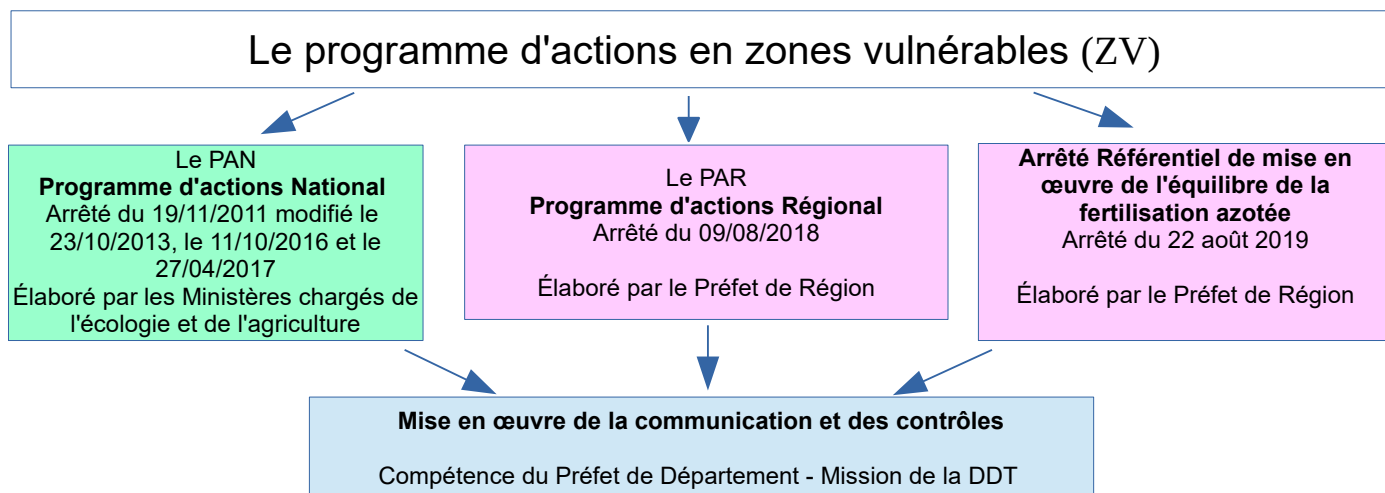 Le programme d'actions en zones vulnérables (ZV)
Le PAN
Programme d'actions National
Arrêté du 19/11/2011 modifié le
23/10/2013, le 11/10/2016 et le
27/04/2017
Élaboré par les Ministères chargés de
l'écologie et de l'agriculture
Le PAR
Programme d'actions Régional
Arrêté du 09/08/2018
Élaboré par le Préfet de Région
Arrêté Référentiel de mise en
œuvre de l'équilibre de la
fertilisation azotée
Arrêté du 22 août 2019
Élaboré par le Préfet de Région
Mise en œuvre de la communication et des contrôles
Compétence du Préfet de Département - Mission de la DDT